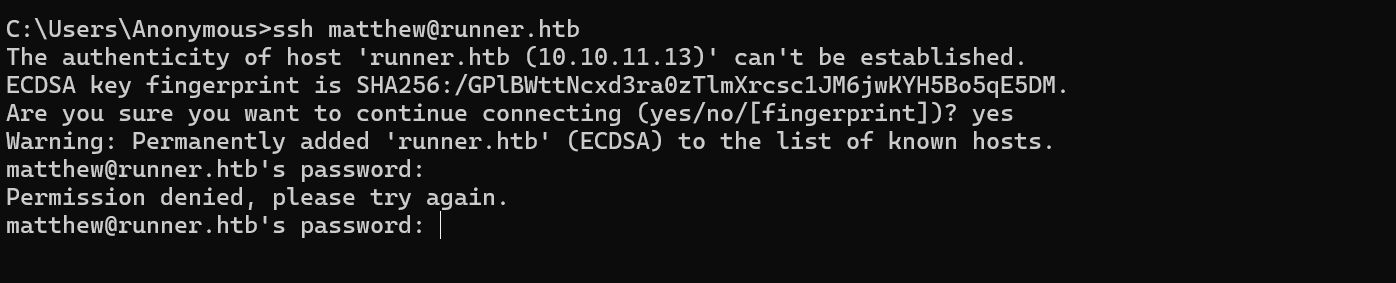 C:\Users\Anonymous>ssh matthew@runner.htb
The authenticity of host 'runner.htb (10.10.11.13)' can't be established.
ECDSA key fingerprint is SHA256:/GPlBWttNcxd3ra0zTlmXrcsc1JM6jwkYH5Bo5qE5DM.
Are you sure you want to continue connecting (yes/no/[fingerprint])? yes
Warning: Permanently added 'runner.htb' (ECDSA) to the list of known hosts.
matthew@runner.htb's password:
Permission denied, please try again.
matthew@runner.htb's password: